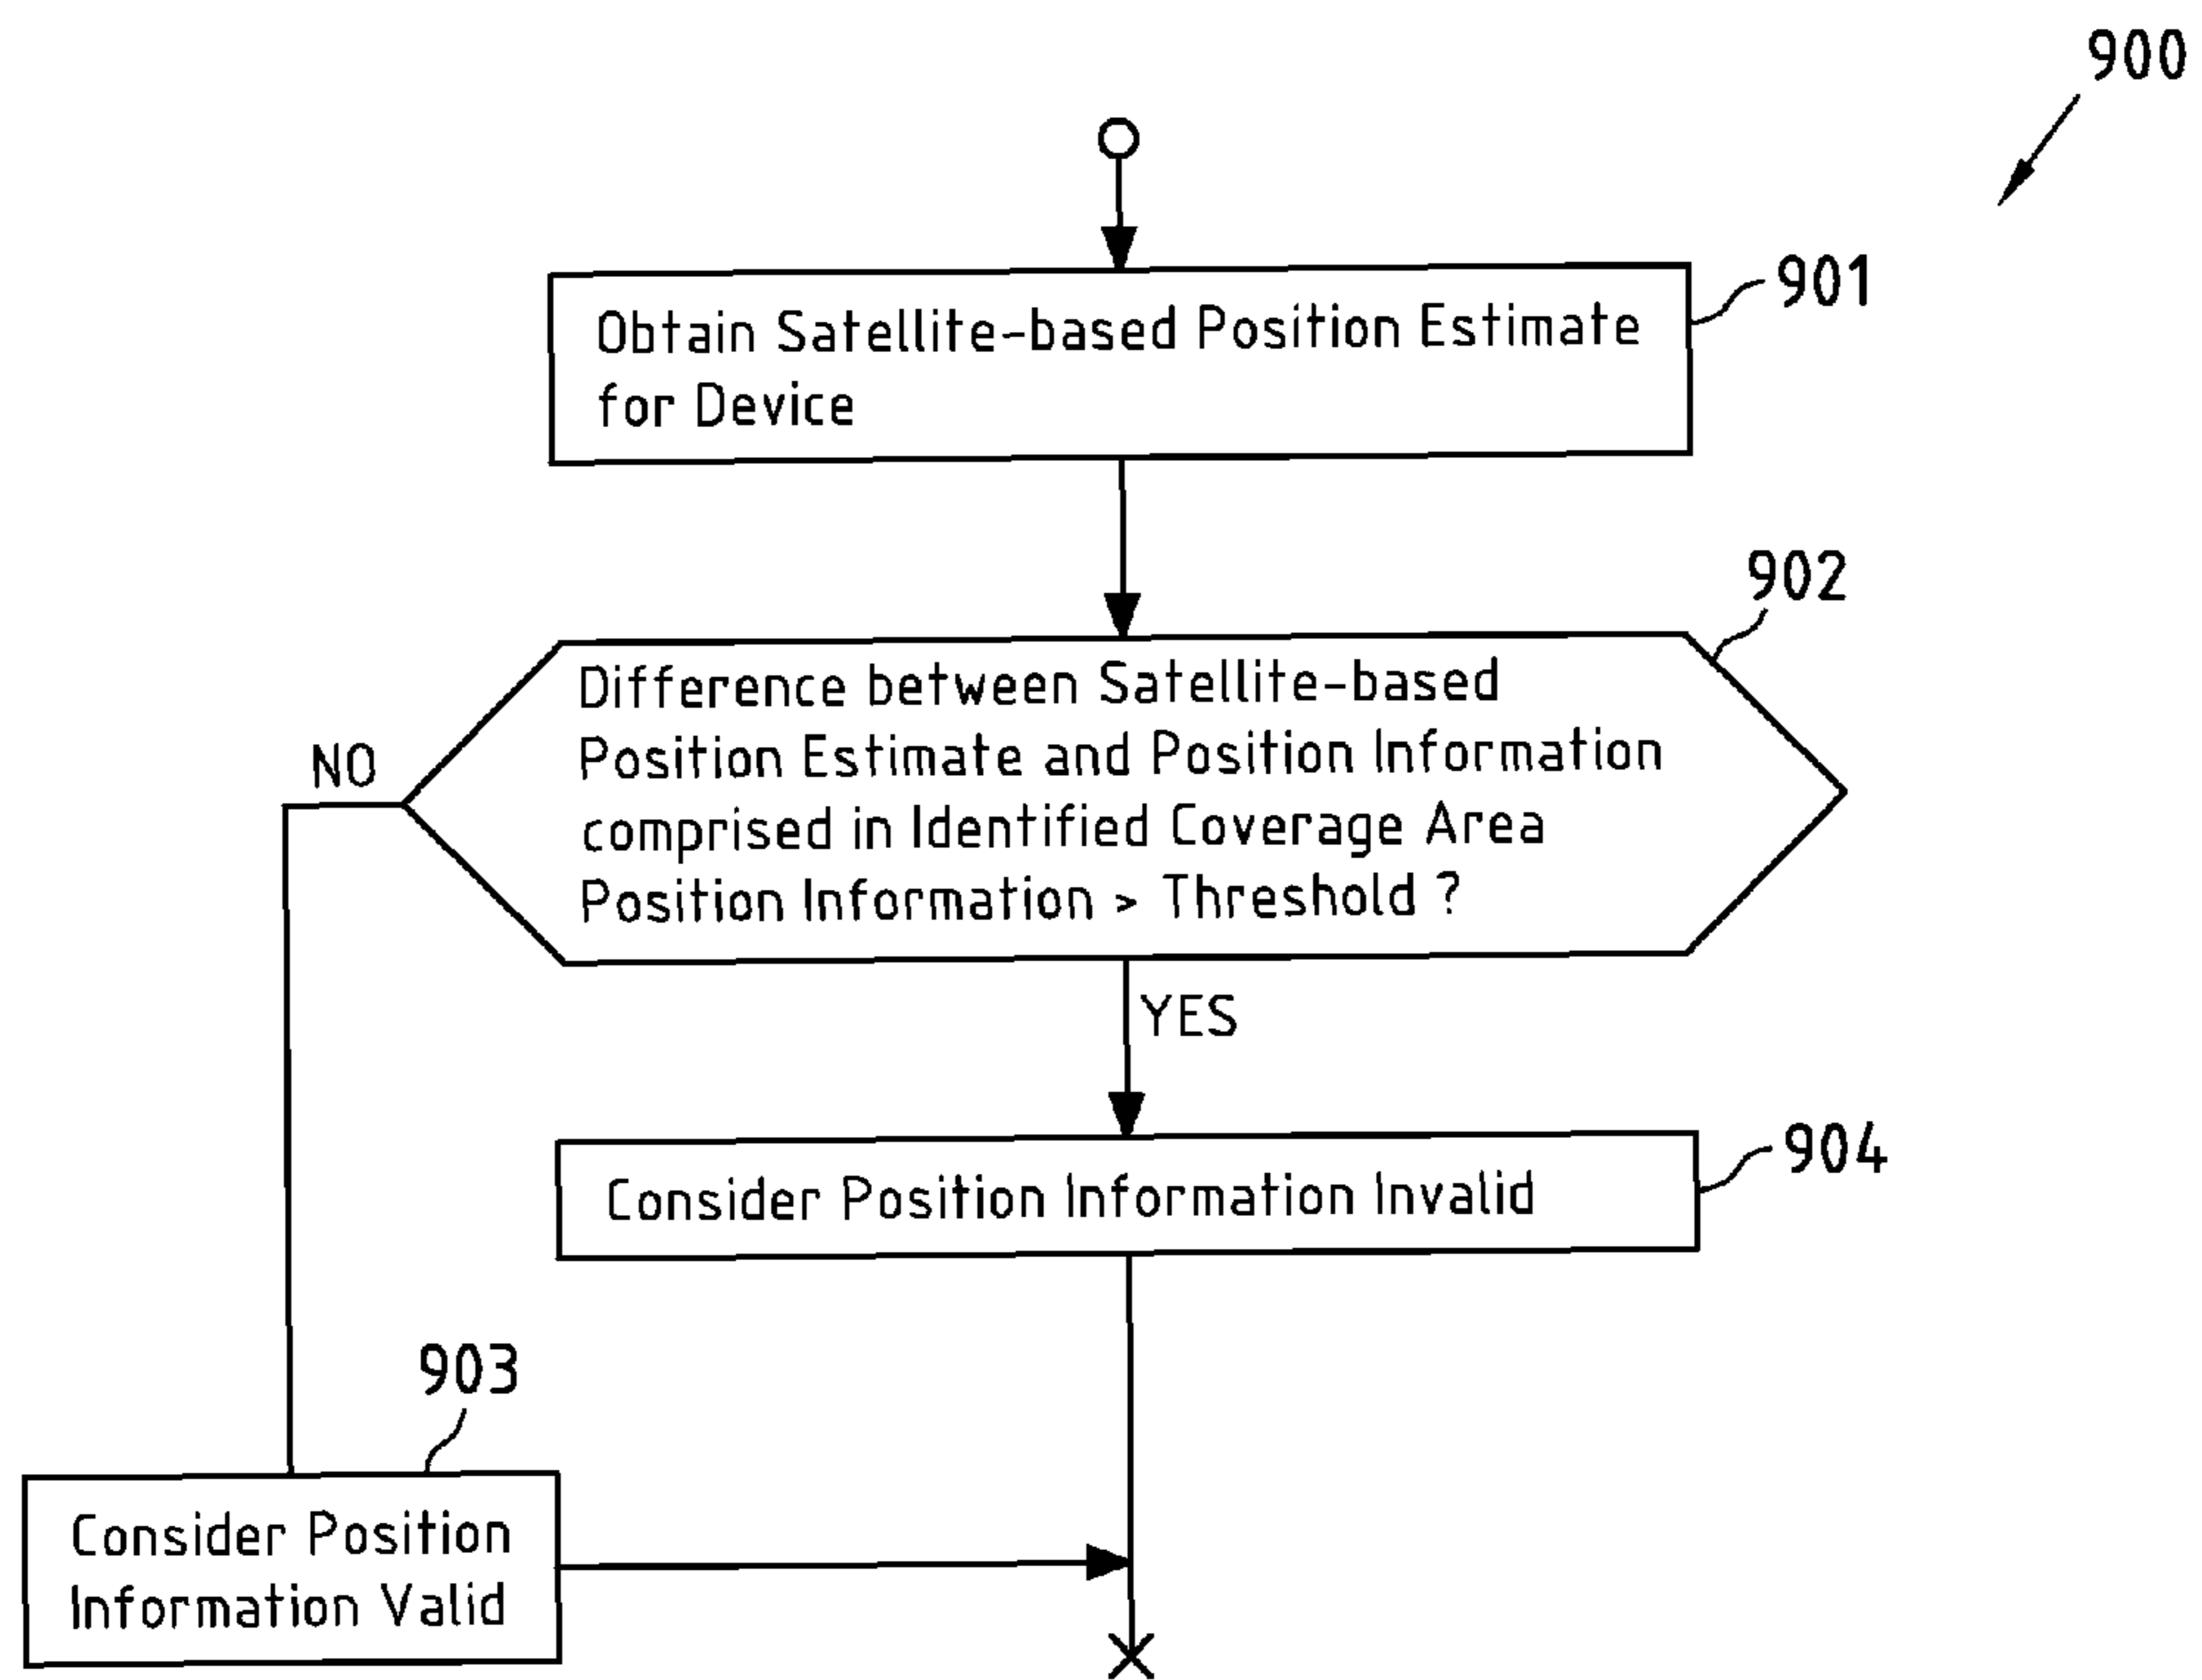 900
Obtain Satellite-based Position Estimate
for Device
901
902
Difference between Satellite-based
Position Estimate and Position Information
comprised in Identified Coverage Area
Position Information > Threshold ?
NO
YES
Consider Position Information Invalid
904
903
Consider Position
Information Valid